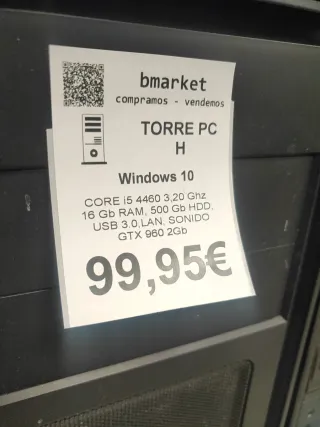 bmarket
compramos - vendemos
TORRE PC
H
Windows 10
CORE i5 4460 3,20 Ghz
16 Gb RAM, 500 Gb HDD,
USB 3.0,LAN, SONIDO
GTX 960 2Gb
99,95€